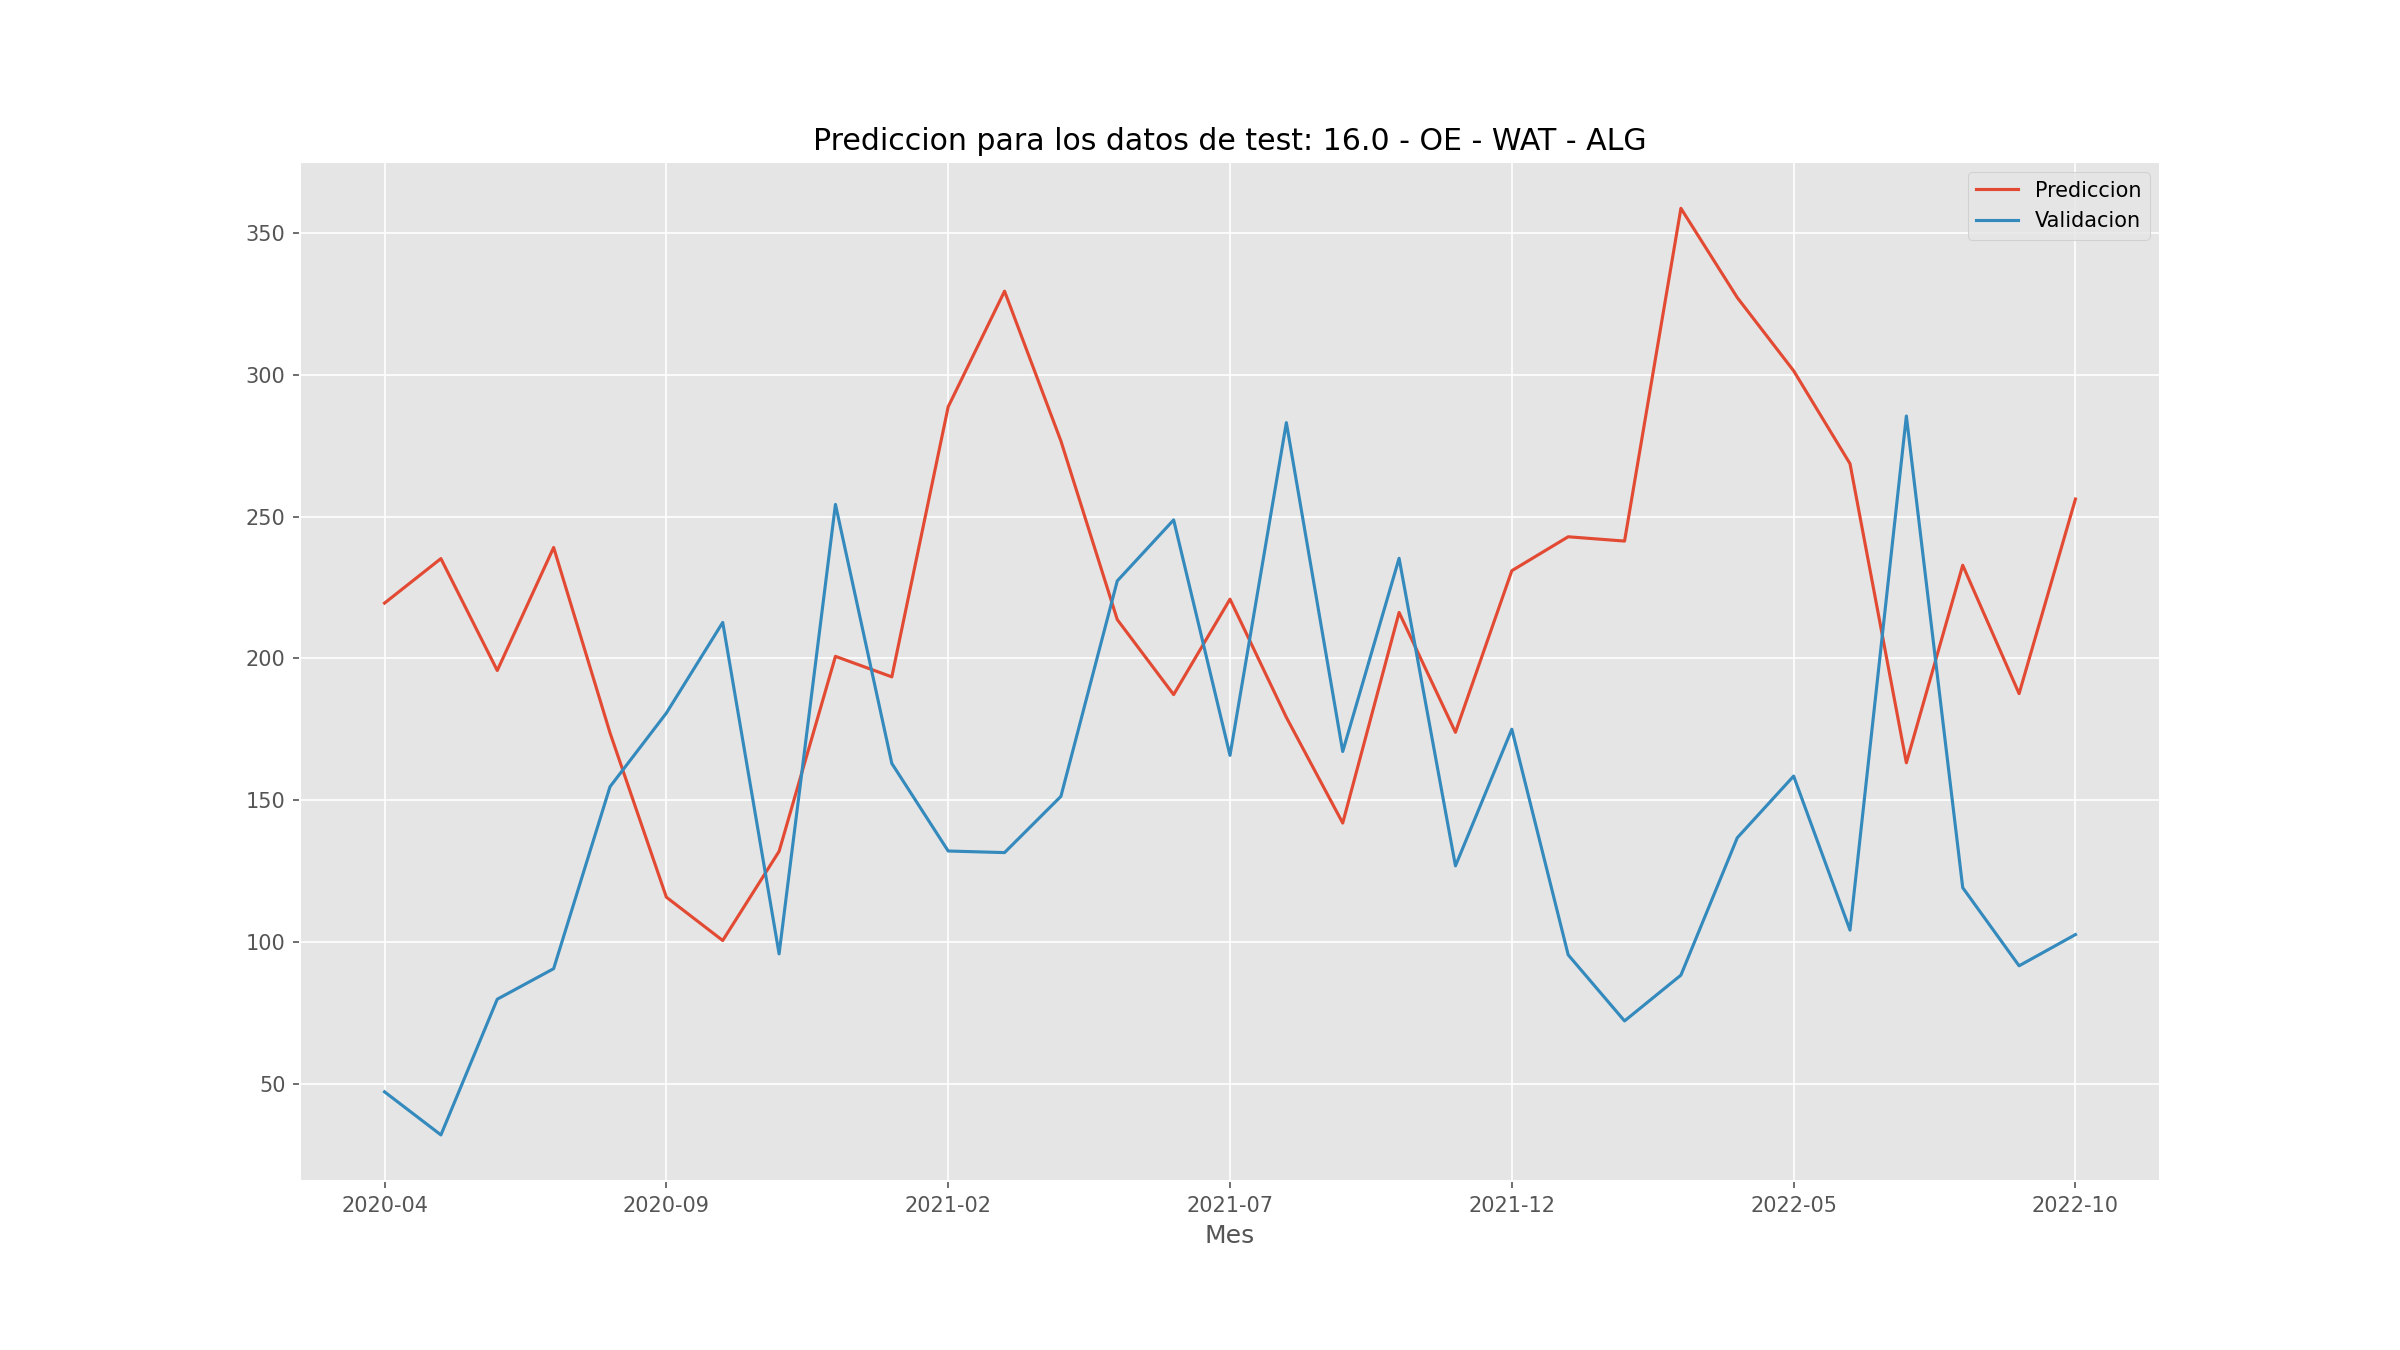 Prediccion para los datos de test: 16.0 - OE - WAT - ALG
Prediccion
Validacion
350
300
250
200
150
100
50
2020-04 2020-09 2021-02 2021-07 2021-12 2022-05 2022-10
Mes